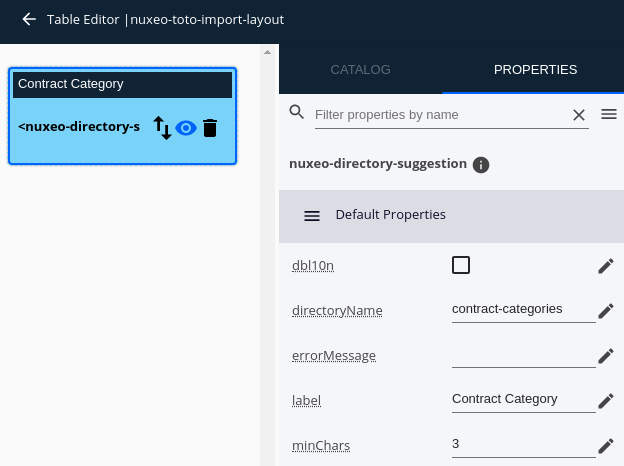 Table Editor |nuxeo-toto-import-layout
Contract Category
<nuxeo-directory-s
CATALOG
PROPERTIES
Filter properties by name
nuxeo-directory-suggestion
Default Properties
dbl10n
directoryName
contract-categories
errorMessage
label
Contract Category
minChars
3